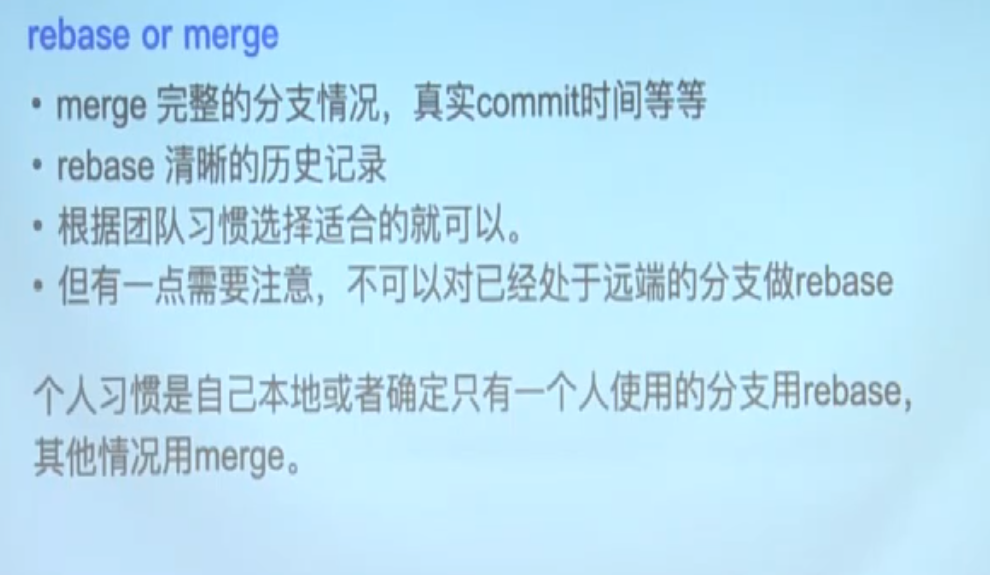 rebase or merge
• merge 完整的分支情况，真实commit时间等等
• rebase 清晰的历史记录
• 根据团队习惯选择适合的就可以。
• 但有一点需要注意，不可以对已经处于远端的分支做rebase
个人习惯是自己本地或者确定只有一个人使用的分支用rebase，
其他情况用merge。